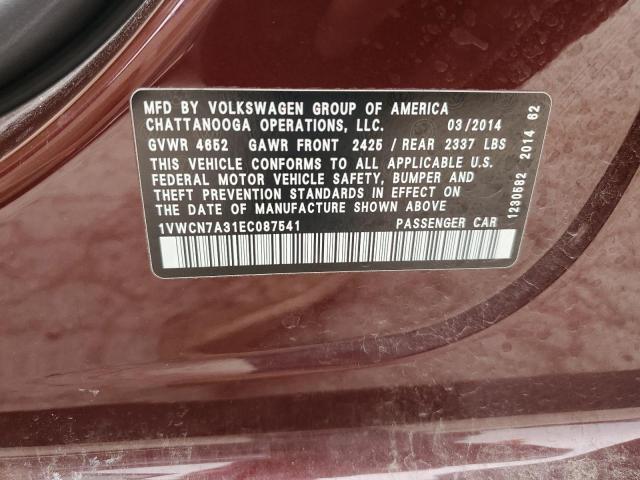 MFD BY VOLKSWAGEN GROUP OF AMERICA
CHATTANOOGA OPERATIONS, LLC. 03/2014
GVWR 4652 GAWR FRONT 2425 / REAR 2337 LBS
THIS VEHICLE CONFORMS TO ALL APPLICABLE U.S.
FEDERAL MOTOR VEHICLE SAFETY, BUMPER AND
THEFT PREVENTION STANDARDS IN EFFECT ON
THE DATE OF MANUFACTURE SHOWN ABOVE
1VWCN7A31EC087541 PASSENGER CAR
1230582 2014 62